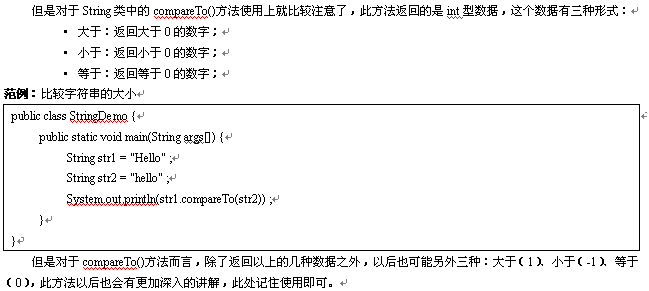 但是对于 String 类中的 compareTo()方法使用上就比较注意了，此方法返回的是 int 型数据，这个数据有三种形式：
▪ 大于：返回大于 0 的数字；
▪ 小于：返回小于 0 的数字；
▪ 等于：返回等于 0 的数字；
范例：比较字符串的大小
public class StringDemo {
public static void main(String args[]) {
String str1 = "Hello" ;
String str2 = "hello" ;
System.out.println(str1.compareTo(str2)) ;
}
}
但是对于 compareTo()方法而言，除了返回以上的几种数据之外，以后也可能另外三种：大于（1）、小于（-1）、等于
（0），此方法以后也会有更加深入的讲解，此处记住使用即可。